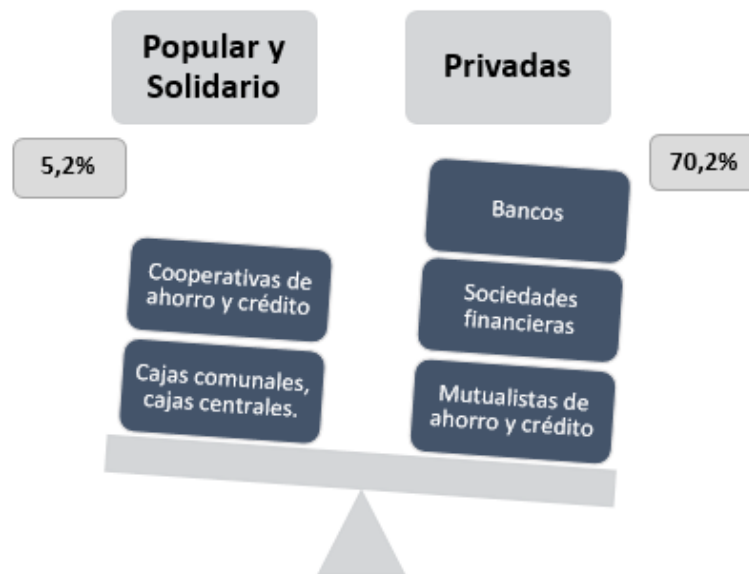 Popular y
Solidario
Privadas
5,2%
70,2%
Bancos
Cooperativas de
ahorro y crédito
Sociedades
financieras
Cajas comunales,
cajas centrales.
Mutualistas de
ahorro y crédito